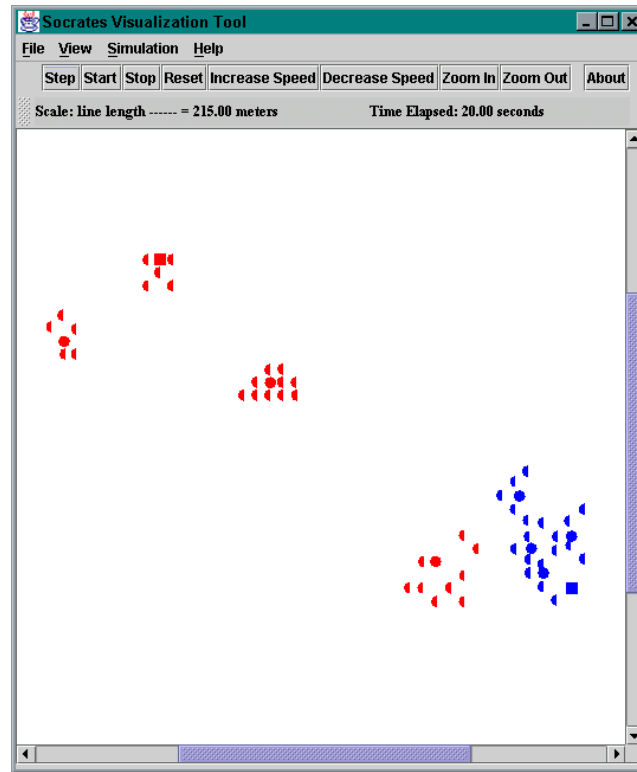 Socrates Visualization Tool
File View Simulation Help
Step Start Stop Reset Increase Speed Decrease Speed Zoom In Zoom Out About
Scale: line length ------ = 215.00 meters Time Elapsed: 20.00 seconds